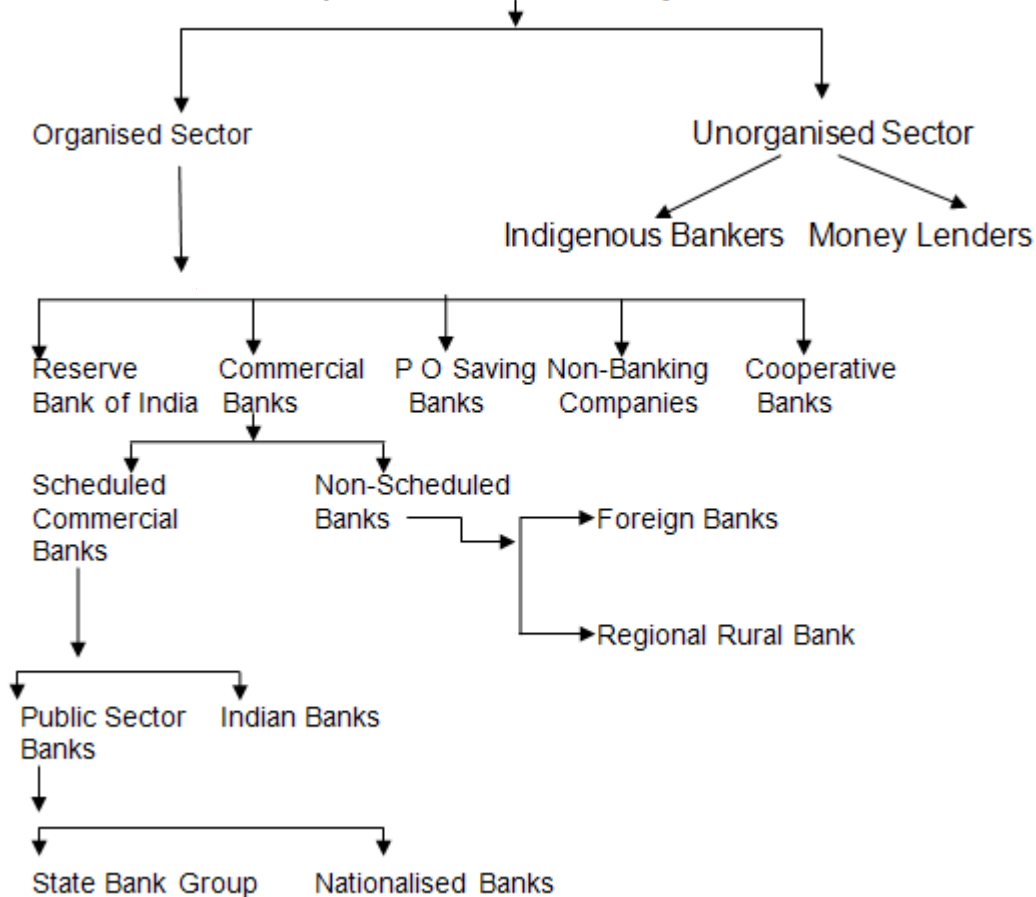 Organised Sector
Unorganised Sector
Indigenous Bankers
Money Lenders
Reserve
Bank of India
Commercial
Banks
P O Saving
Banks
Non-Banking
Companies
Cooperative
Banks
Scheduled
Commercial
Banks
Non-Scheduled
Banks
Foreign Banks
Regional Rural Bank
Public Sector
Banks
Indian Banks
State Bank Group
Nationalised Banks